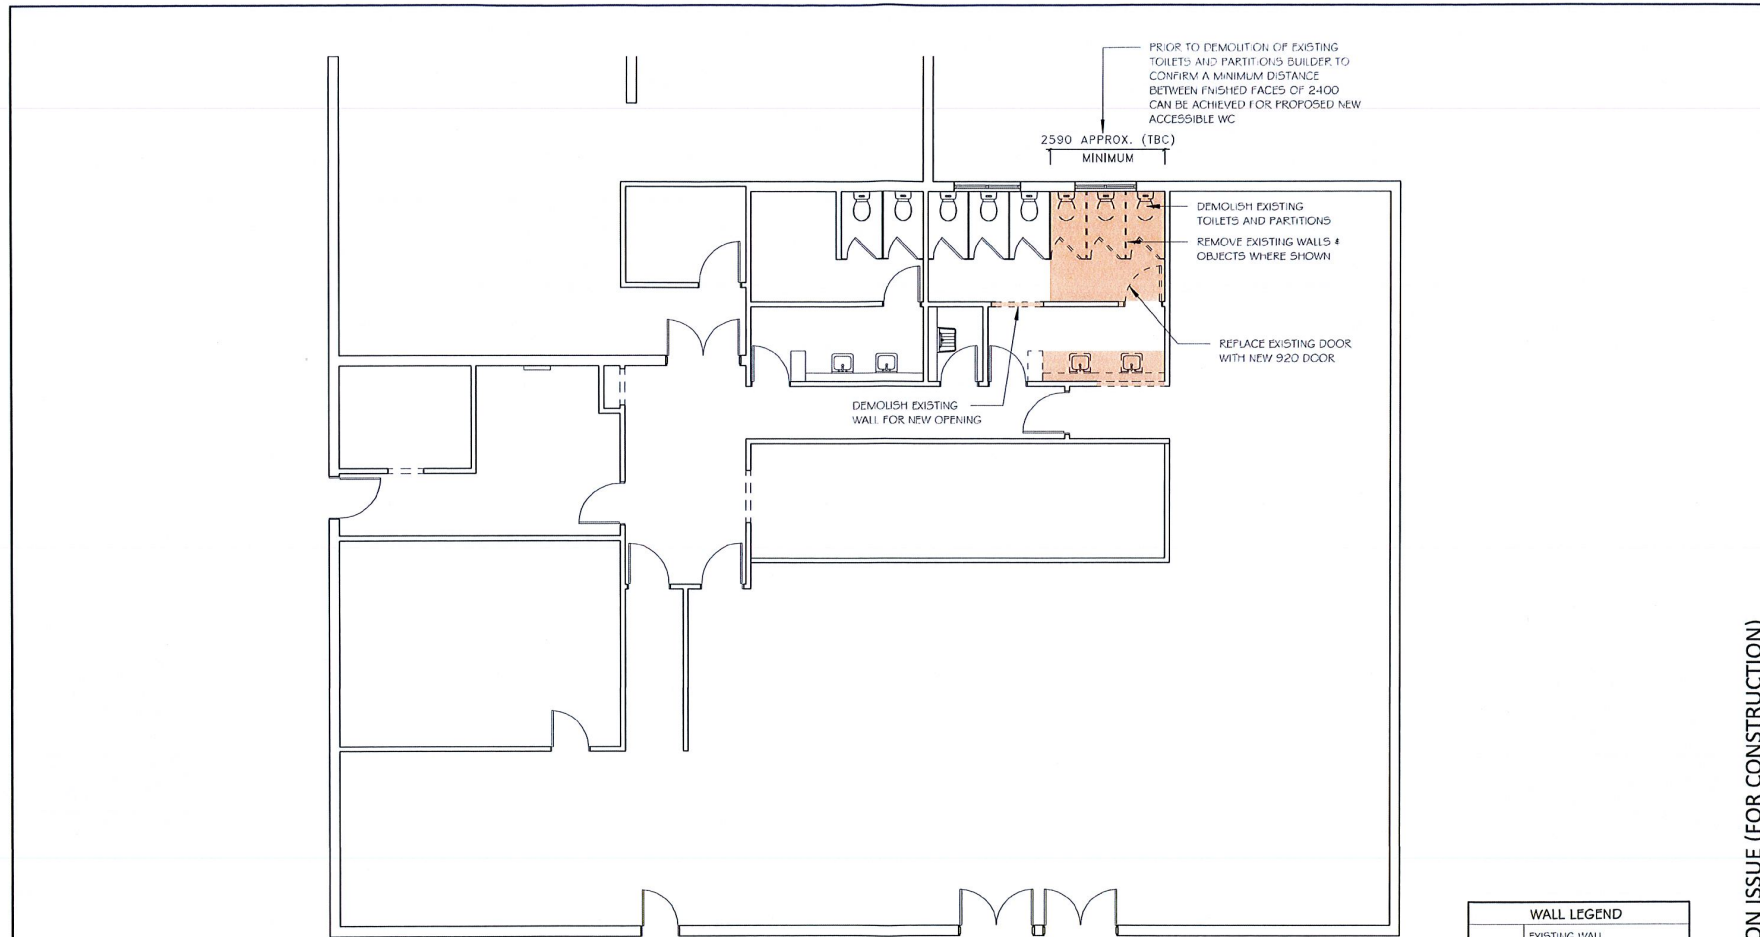 PRIOR TO DEMOLITION OF EXISTING
TOILETS AND PARTITIONS BUILDER TO
CONFIRM A MINIMUM DISTANCE
BETWEEN FNISHED FACES OF 2400
CAN BE ACHIEVED FOR PROPOSED NEW
ACCESSIBLE WC
2590 APPROX. (TBC)
MINIMUM
DEMOLISH EXISTING
TOILETS AND PARTITIONS
REMOVE EXISTING WALLS &
OBJECTS WHERE SHOWN
REPLACE EXISTING DOOR
WITH NEW 920 DOOR
DEMOLISH EXISTING
WALL FOR NEW OPENING
ON ISSUE (FOR CONSTRUCTION)
WALL LEGEND
EXISTING WALL